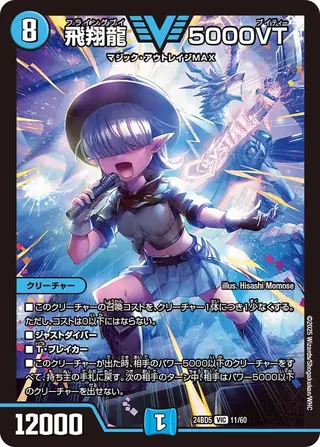 8
フライング・ブイ ブイティー
飛翔龍 5000VT
マジック・アウトレイジMAX
CRYSTAL
クリーチャー
illus. Hisashi Momose
■このクリーチャーの召喚コストを、クリーチャー1体につき1少なくする。
ただし、コストは0以下にはならない。
■ジャストダイバー
■T・ブレイカー
■このクリーチャーが出た時、相手のパワー5000以下のクリーチャーをす
べて、持ち主の手札に戻す。次の相手のターン中、相手はパワー5000以下
のクリーチャーを出せない。
©2025 Wizards/Shogakukan/WHC
12000
1
24BD5 VIC 11/60